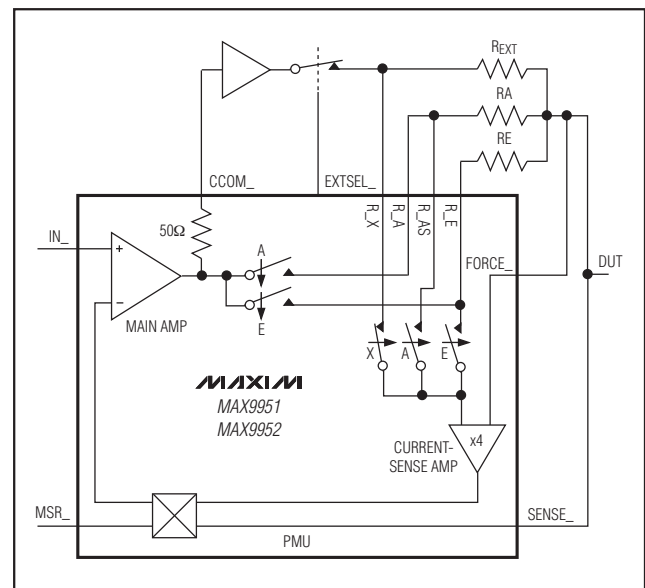 REXT
RA
RE
CCOM_
EXTSEL_
R_X
R_A
R_AS
R_E
50Ω
IN_
+
A
FORCE_
DUT
−
MAIN AMP
E
X
A
E
MAXIM
MAX9951
MAX9952
x4
CURRENT-
SENSE AMP
MSR_
SENSE_
PMU